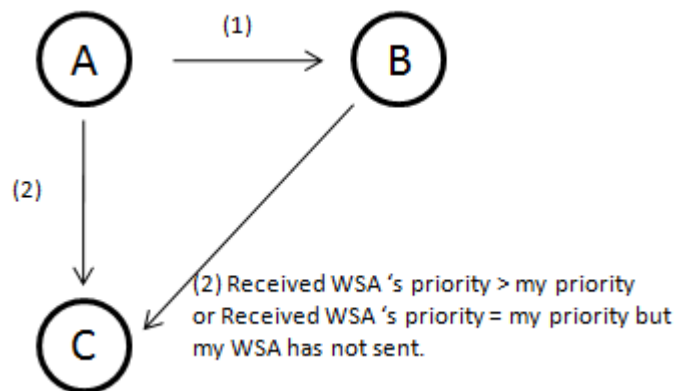 (1)
A
B
(2)
(2) Received WSA ‘s priority > my priority
or Received WSA ‘s priority = my priority but
my WSA has not sent.
C